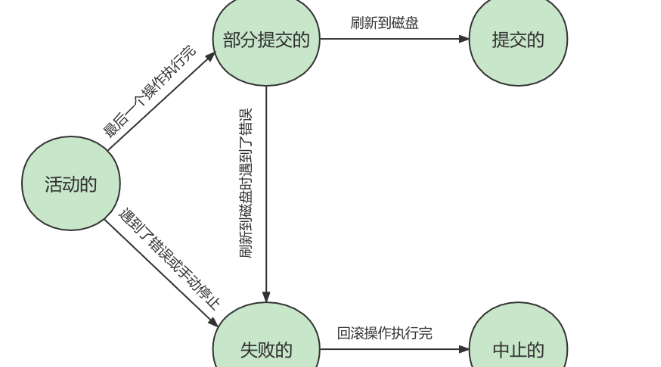 刷新到磁盘
部分提交的
提交的
最后一个操作执行完
刷新到磁盘时遇到了错误
活动的
遇到了错误或手动停止
回滚操作执行完
失败的
中止的